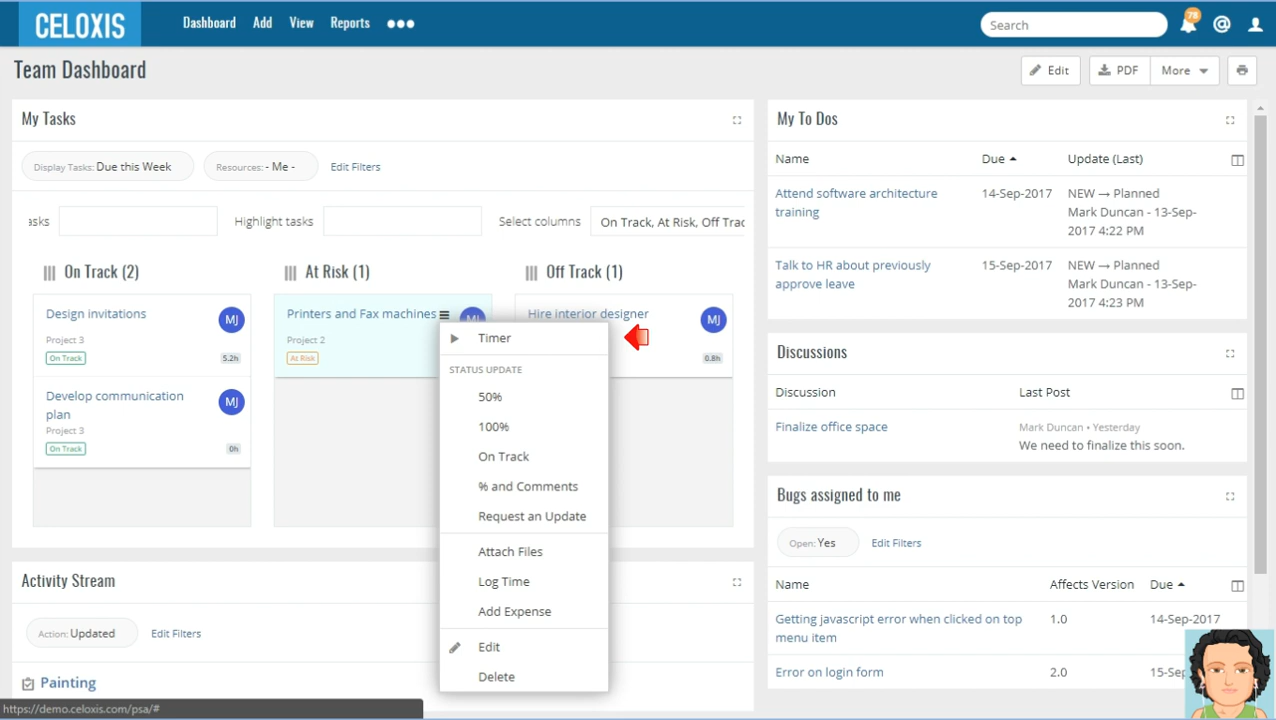 CELOXIS
Dashboard Add View Reports
Search
78
@
Team Dashboard
Edit
PDF
More
My Tasks
Display Tasks: Due this Week
Resources: - Me -
Edit Filters
asks
Highlight tasks
Select columns
On Track, At Risk, Off Trac
On Track (2)
Design invitations
MJ
Project 3
On Track
5.2h
Develop communication
plan
MJ
Project 3
On Track
0h
At Risk (1)
Printers and Fax machines
MJ
Project 2
At Risk
Off Track (1)
Hire interior designer
MJ
0.8h
Timer
STATUS UPDATE
50%
100%
On Track
% and Comments
Request an Update
Attach Files
Log Time
Add Expense
Edit
Delete
Activity Stream
Action: Updated
Edit Filters
Painting
https://demo.celoxis.com/psa/#
My To Dos
Name Due Update (Last)
Attend software architecture
training
14-Sep-2017
NEW → Planned
Mark Duncan - 13-Sep-
2017 4:22 PM
Talk to HR about previously
approve leave
15-Sep-2017
NEW → Planned
Mark Duncan - 13-Sep-
2017 4:23 PM
Discussions
Discussion Last Post
Finalize office space
Mark Duncan • Yesterday
We need to finalize this soon.
Bugs assigned to me
Open: Yes
Edit Filters
Name Affects Version Due
Getting javascript error when clicked on top
menu item
1.0
14-Sep-2017
Error on login form
2.0
15-Sep